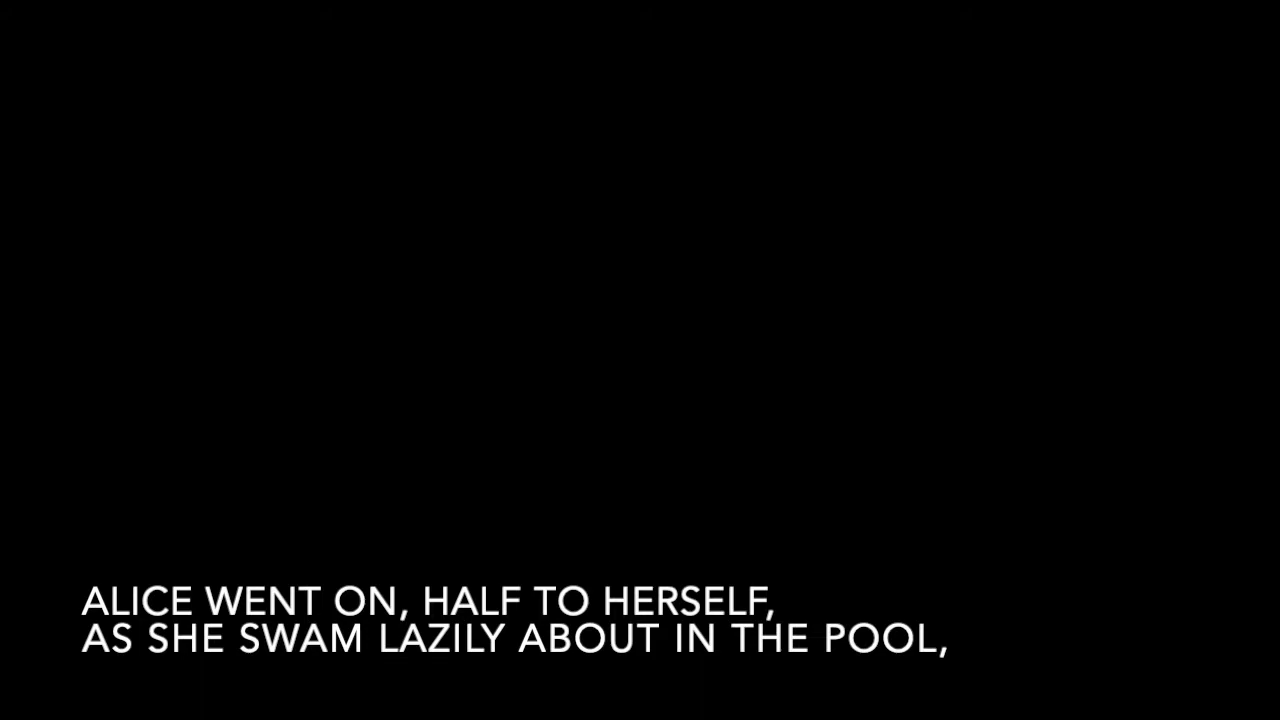 ALICE WENT ON, HALF TO HERSELF,
AS SHE SWAM LAZILY ABOUT IN THE POOL,